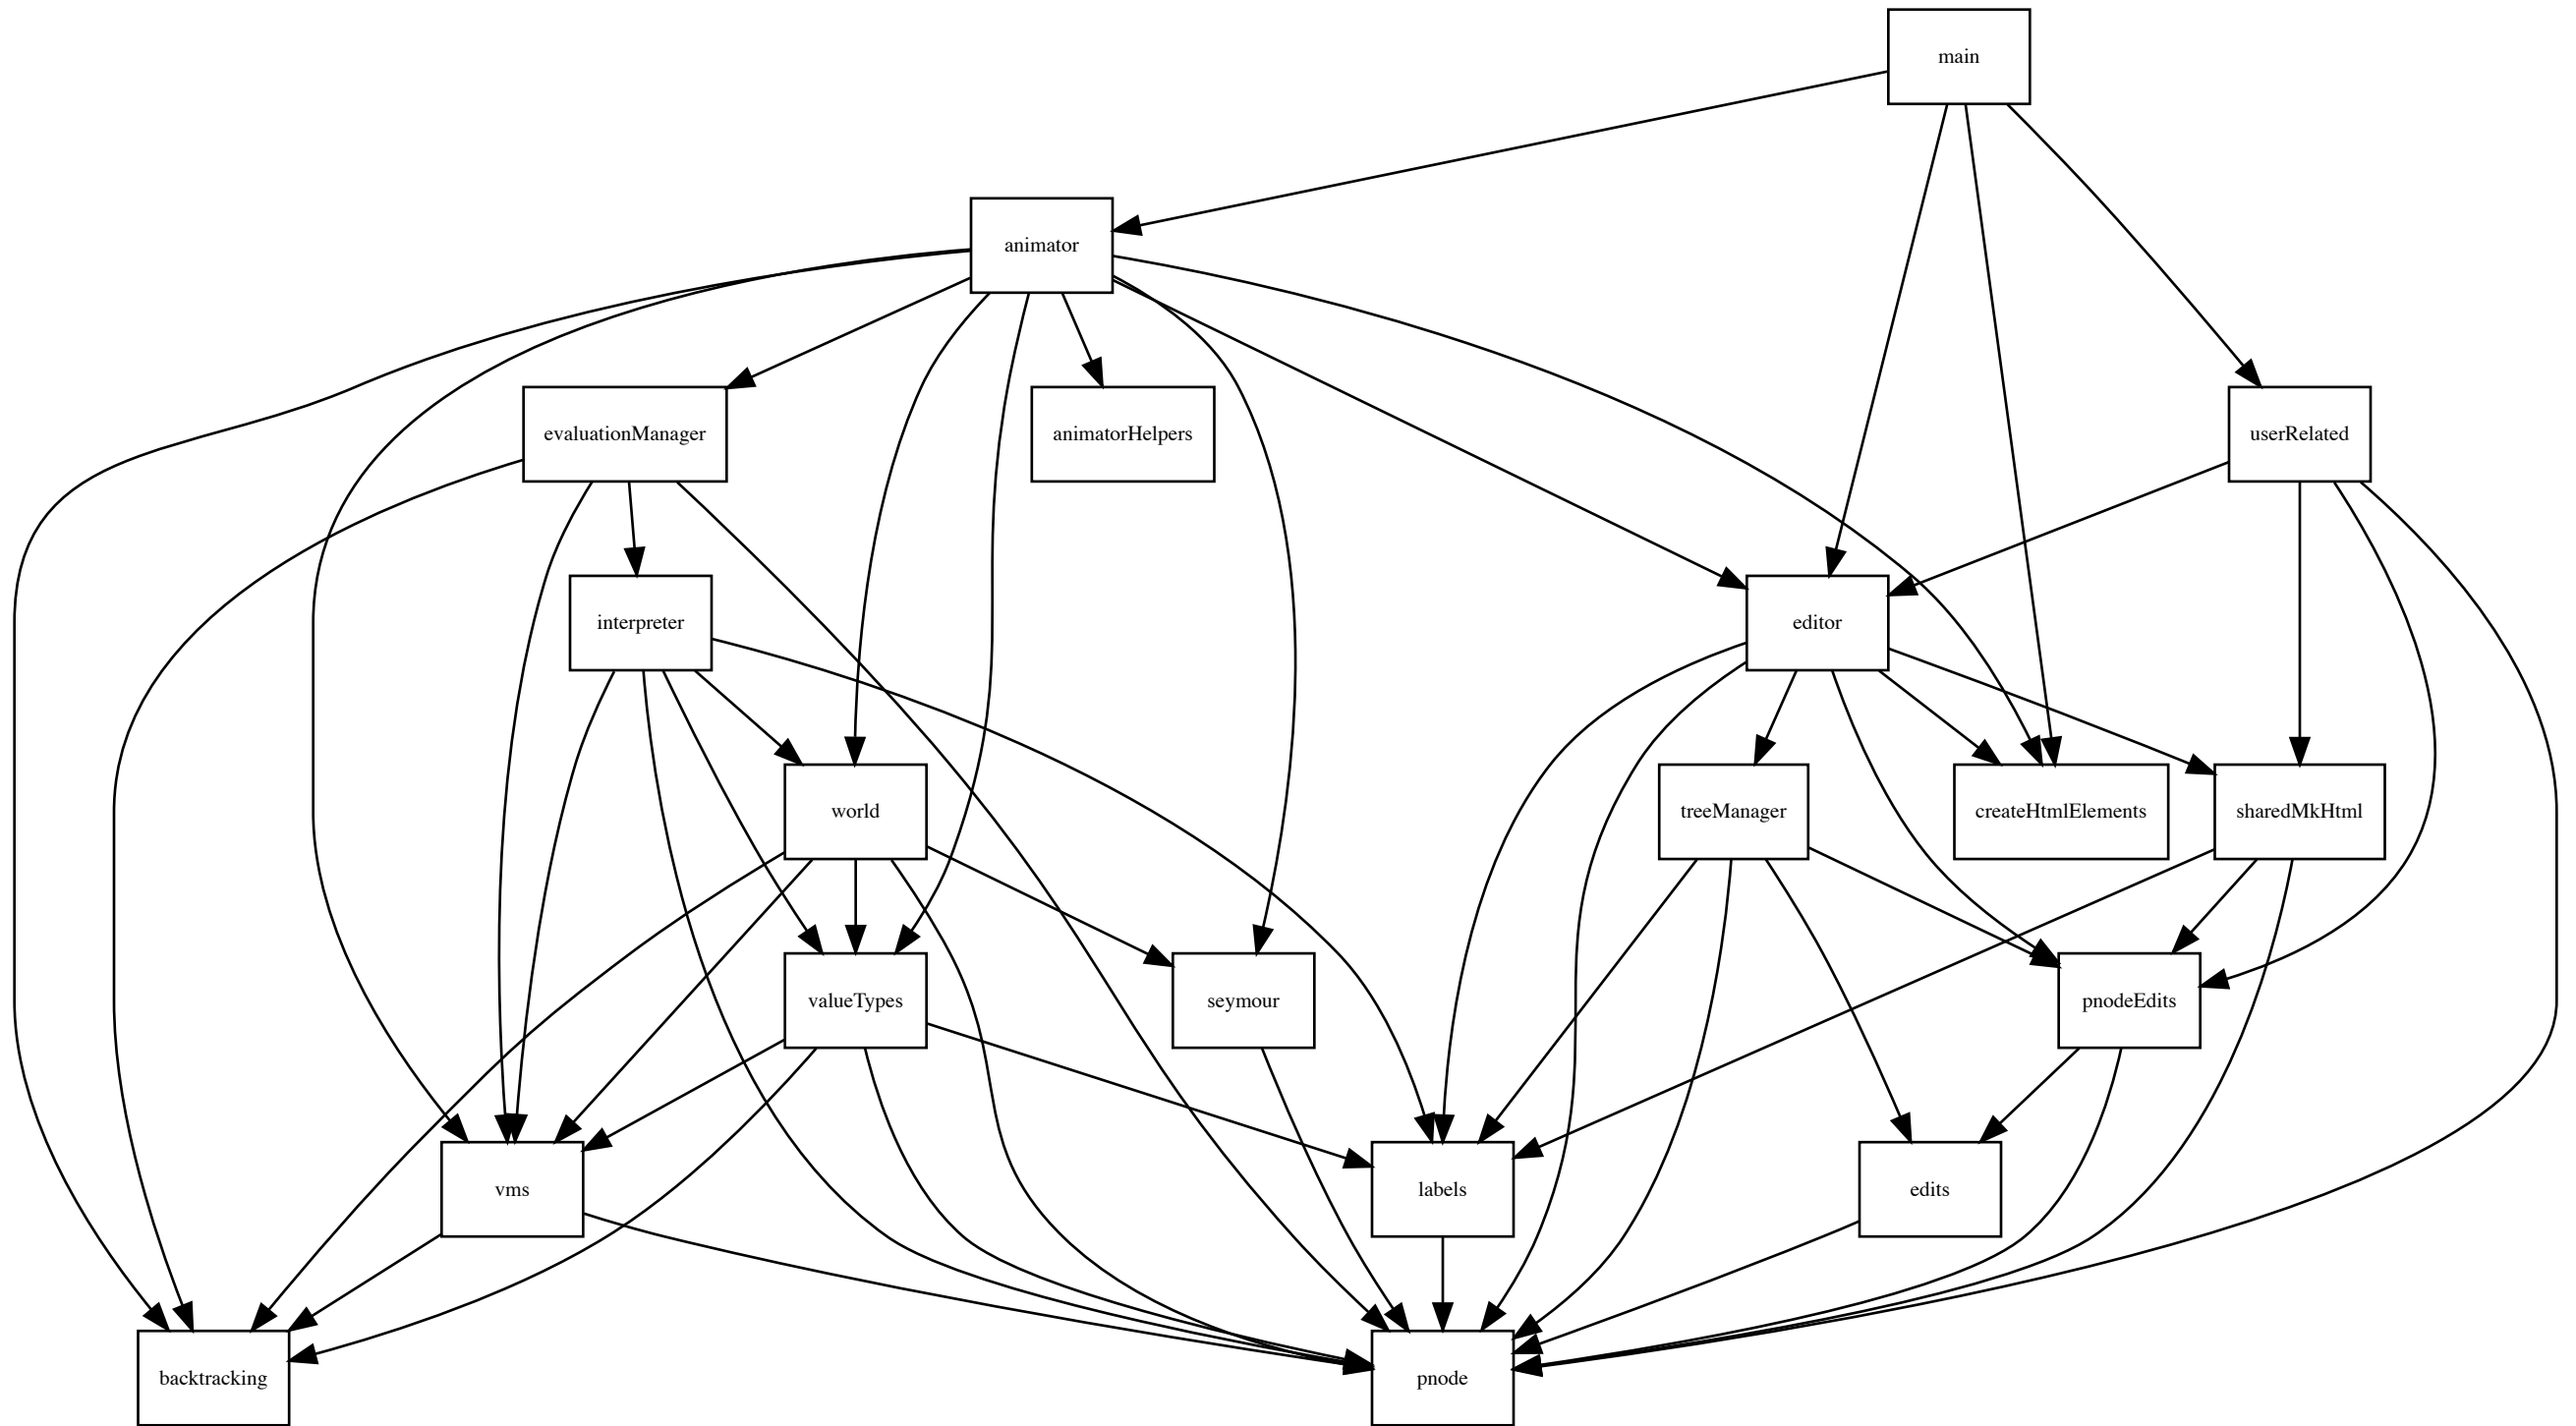 main
animator
evaluationManager
animatorHelpers
userRelated
interpreter
editor
world
treeManager
createHtmlElements
sharedMkHtml
valueTypes
seymour
pnodeEdits
vms
labels
edits
backtracking
pnode